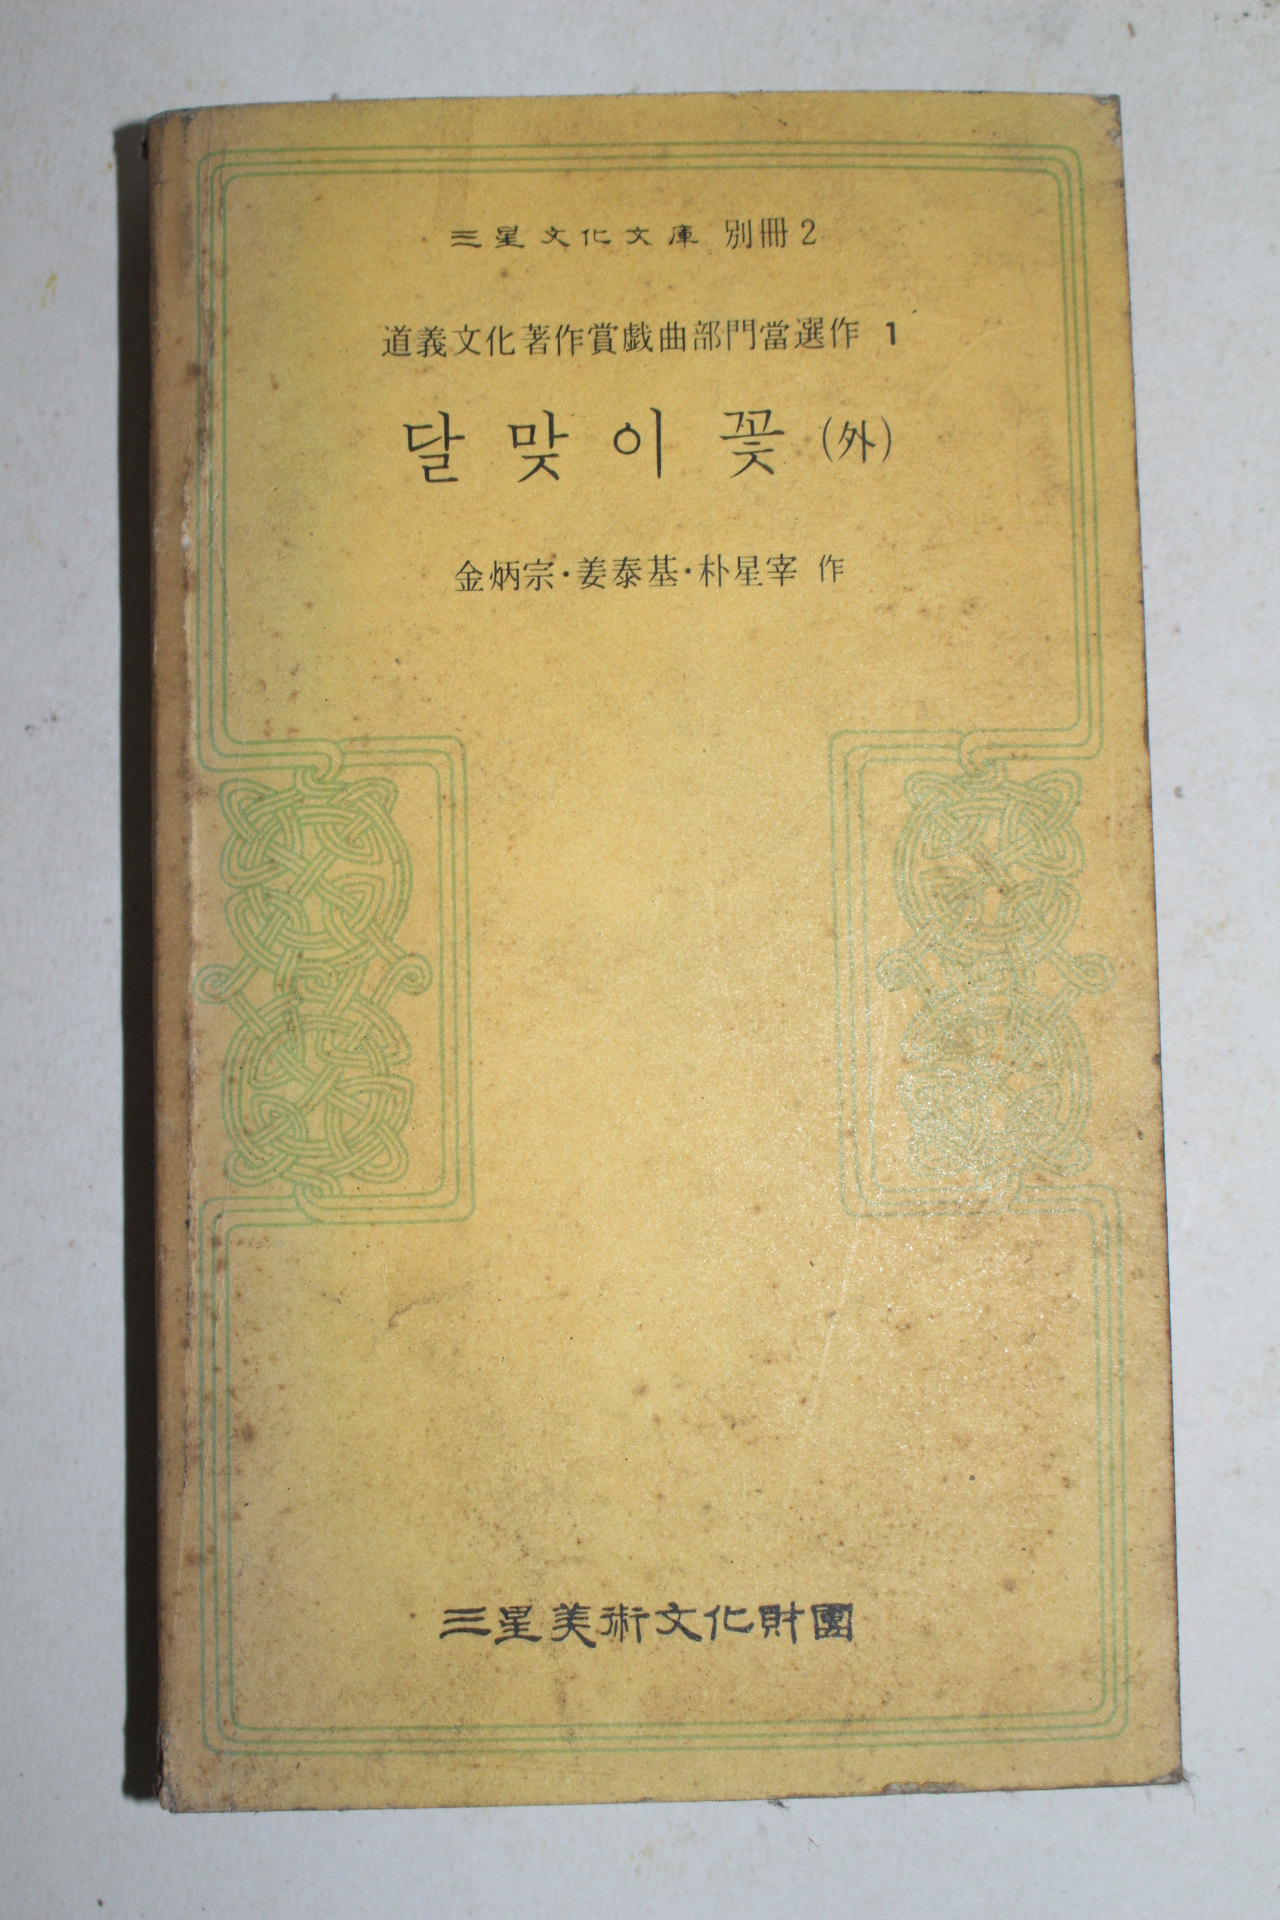 三星文化文庫 別冊2
道義文化著作賞戱曲部門當選作 1
달맞이꽃 (外)
金炳宗·姜泰基·朴星宰 作
三星美術文化財團